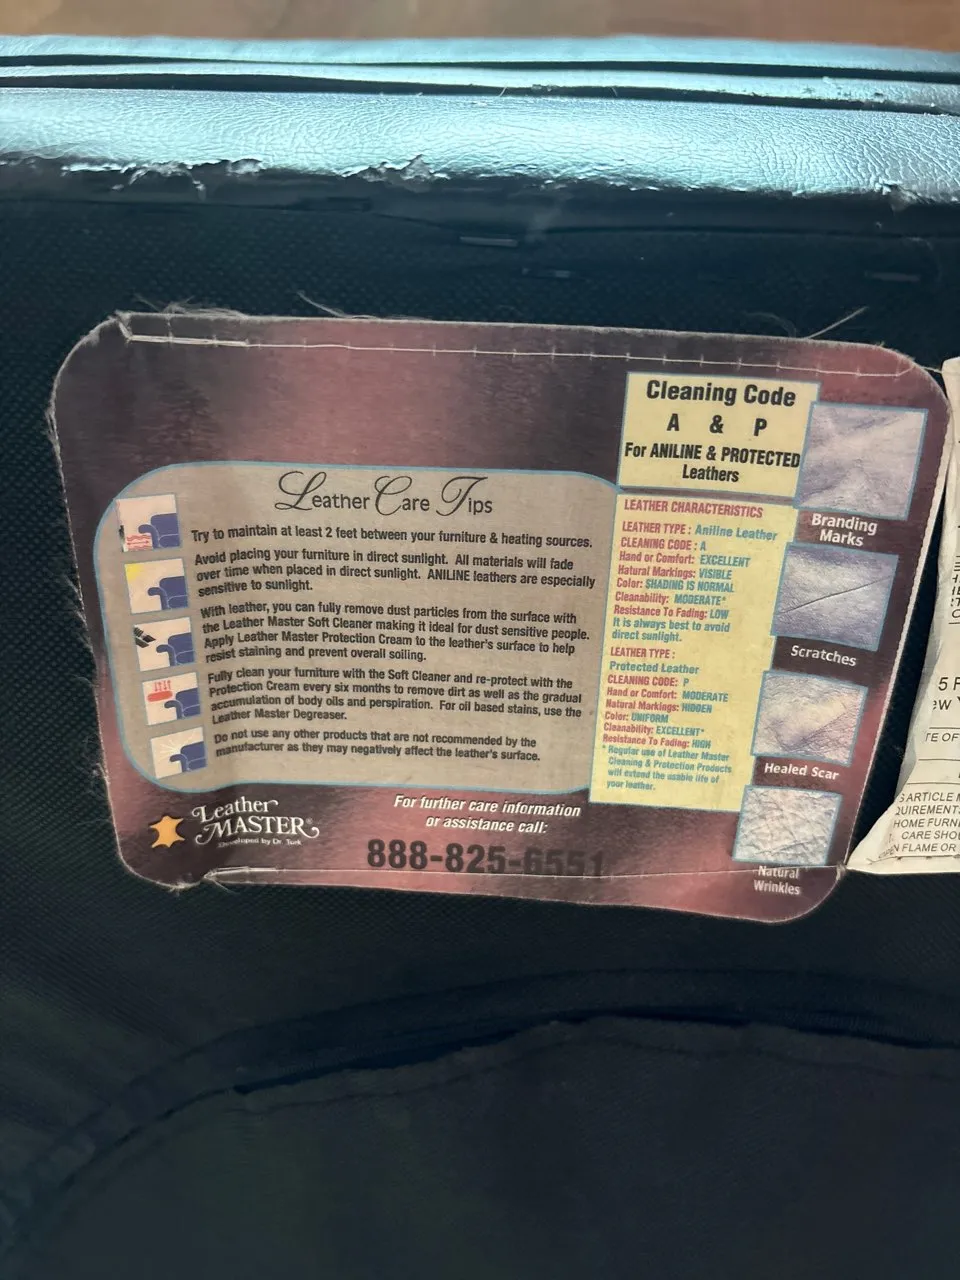 Cleaning Code
A & P
For ANILINE & PROTECTED
Leathers
Leather Care Tips
Try to maintain at least 2 feet between your furniture & heating sources.
Avoid placing your furniture in direct sunlight. All materials will fade
over time when placed in direct sunlight. ANILINE leathers are especially
sensitive to sunlight.
With leather, you can fully remove dust particles from the surface with
the Leather Master Soft Cleaner making it ideal for dust sensitive people.
Apply Leather Master Protection Cream to the leather's surface to help
resist staining and prevent overall soiling.
Fully clean your furniture with the Soft Cleaner and re-protect with the
Protection Cream every six months to remove dirt as well as the gradual
accumulation of body oils and perspiration. For oil based stains, use the
Leather Master Degreaser.
Do not use any other products that are not recommended by the
manufacturer as they may negatively affect the leather's surface.
LEATHER CHARACTERISTICS
LEATHER TYPE : Aniline Leather
CLEANING CODE : A
Hand or Comfort: EXCELLENT
Natural Markings: VISIBLE
Color: SHADING IS NORMAL
Cleanability: MODERATE*
Resistance To Fading: LOW
It is always best to avoid
direct sunlight.
LEATHER TYPE :
Protected Leather
CLEANING CODE: P
Hand or Comfort: MODERATE
Natural Markings: HIDDEN
Color: UNIFORM
Cleanability: EXCELLENT*
Resistance To Fading: HIGH
* Regular use of Leather Master
Cleaning & Protection Products
will extend the usable life of
your leather.
Branding
Marks
Scratches
Healed Scar
Natural
Wrinkles
Leather
MASTER®
Developed by Dr. Tork
For further care information
or assistance call:
888-825-6551
5
TE OF
S ARTICLE
QUIREMENT
HOME FURN
CARE SHO
N FLAME OR